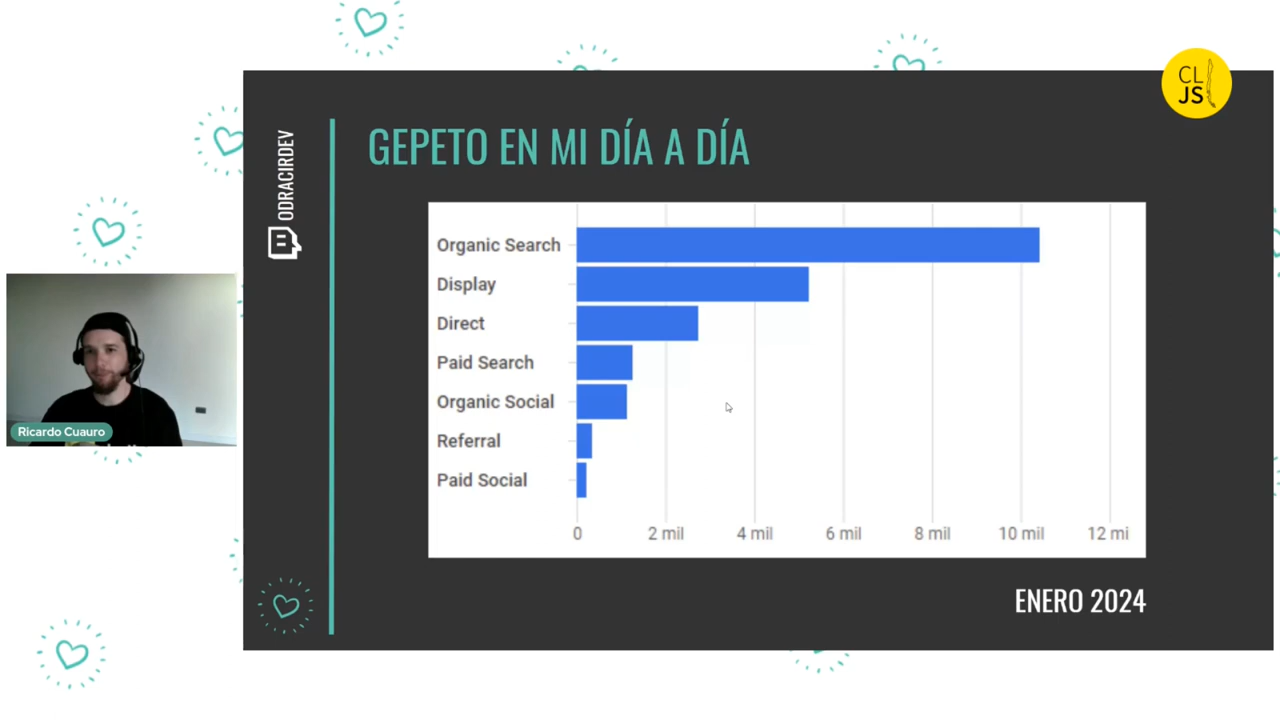 CL
JS
GEPETO EN MI DÍA A DÍA
ODRACIRDEV
Organic Search
Display
Direct
Paid Search
Organic Social
Referral
Paid Social
0 2 mil 4 mil 6 mil 8 mil 10 mil 12 mi
Ricardo Cuauro
ENERO 2024